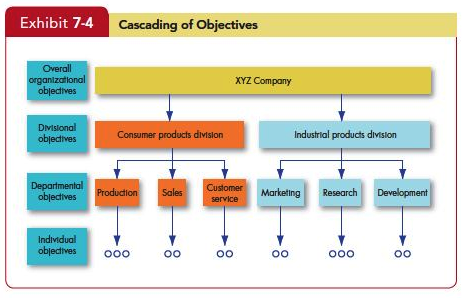 Exhibit 7-4
Cascading of Objectives
Overall
organizational
objectives
XYZ Company
Divisional
objectives
Consumer products division
Industrial products division
Departmental
objectives
Production
Sales
Customer
service
Marketing
Research
Development
Individual
objectives